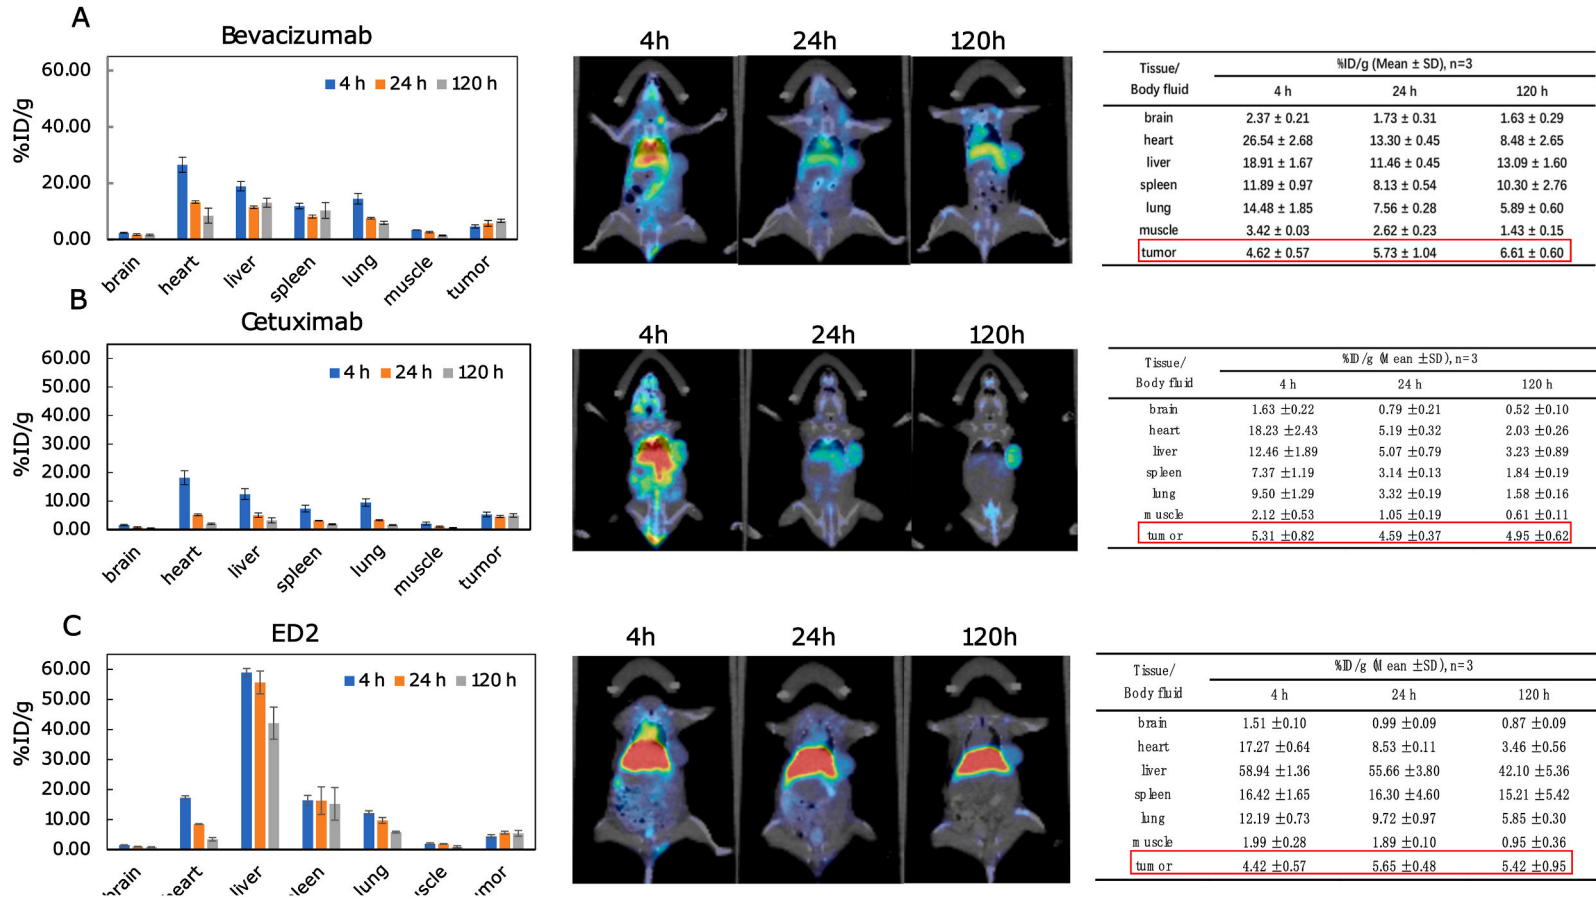 A
Bevacizumab
60.00
40.00
20.00
0.00
%ID/g
4 h 24 h 120 h
brain heart liver spleen lung muscle tumor
4h 24h 120h
Tissue/ Body fluid
%ID/g (Mean ± SD), n=3
4 h 24 h 120 h
brain 2.37 ± 0.21 1.73 ± 0.31 1.63 ± 0.29
heart 26.54 ± 2.68 13.30 ± 0.45 8.48 ± 2.65
liver 18.91 ± 1.67 11.46 ± 0.45 13.09 ± 1.60
spleen 11.89 ± 0.97 8.13 ± 0.54 10.30 ± 2.76
lung 14.48 ± 1.85 7.56 ± 0.28 5.89 ± 0.60
muscle 3.42 ± 0.03 2.62 ± 0.23 1.43 ± 0.15
tumor 4.62 ± 0.57 5.73 ± 1.04 6.61 ± 0.60
B
Cetuximab
60.00
50.00
40.00
30.00
20.00
10.00
0.00
%ID/g
4 h 24 h 120 h
brain heart liver spleen lung muscle tumor
4h 24h 120h
Tissue/ Body fluid
%ID/g (Mean ±SD), n=3
4 h 24 h 120 h
brain 1.63 ±0.22 0.79 ±0.21 0.52 ±0.10
heart 18.23 ±2.43 5.19 ±0.32 2.03 ±0.26
liver 12.46 ±1.89 5.07 ±0.79 3.23 ±0.89
spleen 7.37 ±1.19 3.14 ±0.13 1.84 ±0.19
lung 9.50 ±1.29 3.32 ±0.19 1.58 ±0.16
muscle 2.12 ±0.53 1.05 ±0.19 0.61 ±0.11
tumor 5.31 ±0.82 4.59 ±0.37 4.95 ±0.62
C
ED2
60.00
50.00
40.00
30.00
20.00
10.00
0.00
%ID/g
4 h 24 h 120 h
brain heart liver leen lung scle mor
4h 24h 120h
Tissue/ Body fluid
%ID/g (Mean ±SD), n=3
4 h 24 h 120 h
brain 1.51 ±0.10 0.99 ±0.09 0.87 ±0.09
heart 17.27 ±0.64 8.53 ±0.11 3.46 ±0.56
liver 58.94 ±1.36 55.66 ±3.80 42.10 ±5.36
spleen 16.42 ±1.65 16.30 ±4.60 15.21 ±5.42
lung 12.19 ±0.73 9.72 ±0.97 5.85 ±0.30
muscle 1.99 ±0.28 1.89 ±0.10 0.95 ±0.36
tumor 4.42 ±0.57 5.65 ±0.48 5.42 ±0.95